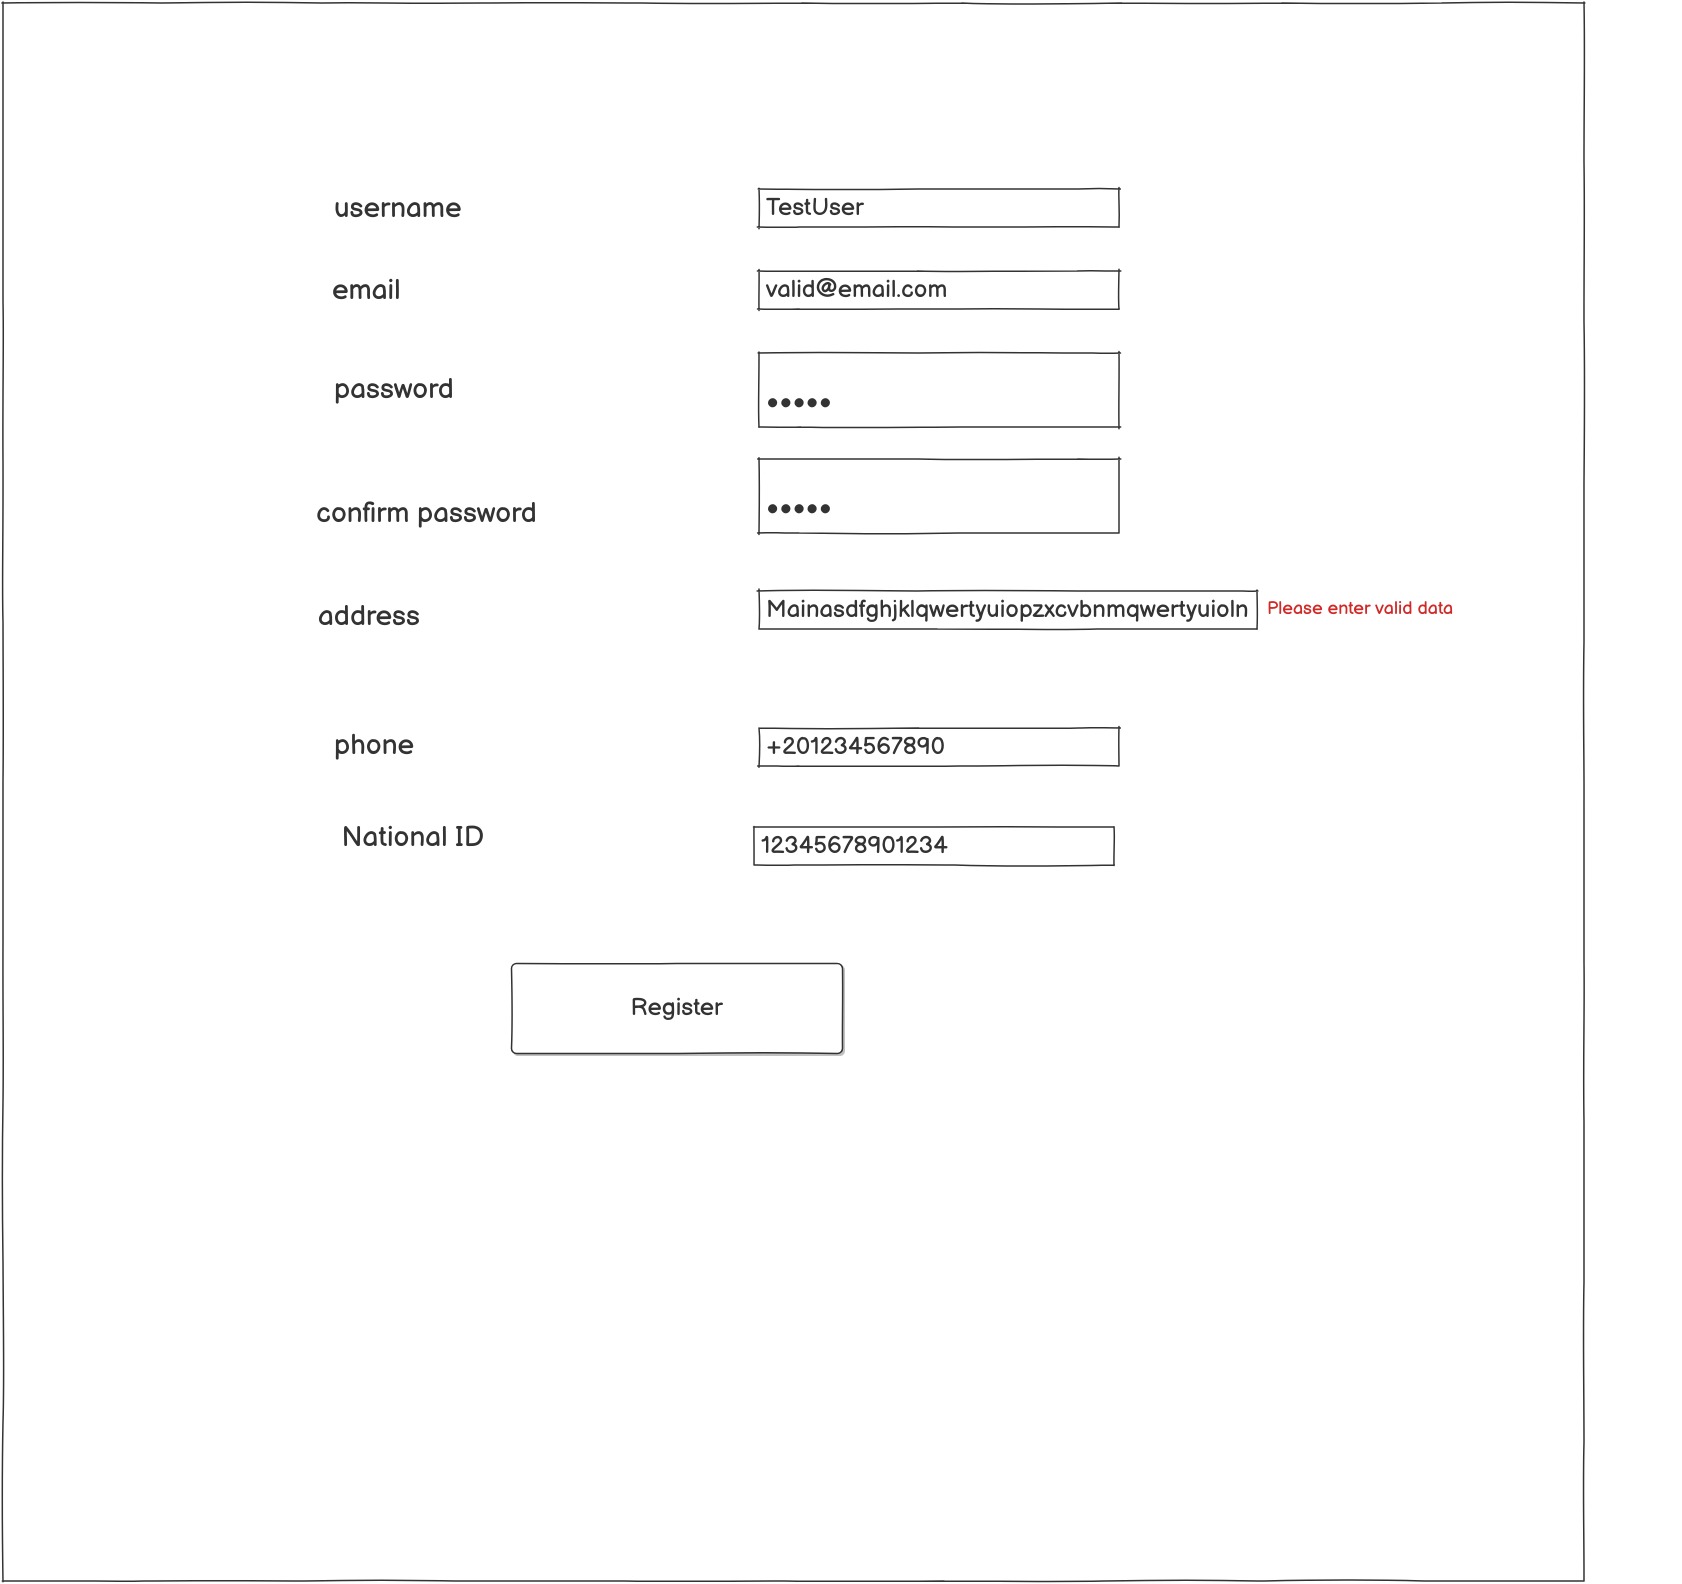 username
TestUser
email
valid@email.com
password
•••••
confirm password
•••••
address
Mainasdfghjklqwertyuiopzxcvbnmqwertyuioln
Please enter valid data
phone
+201234567890
National ID
12345678901234
Register